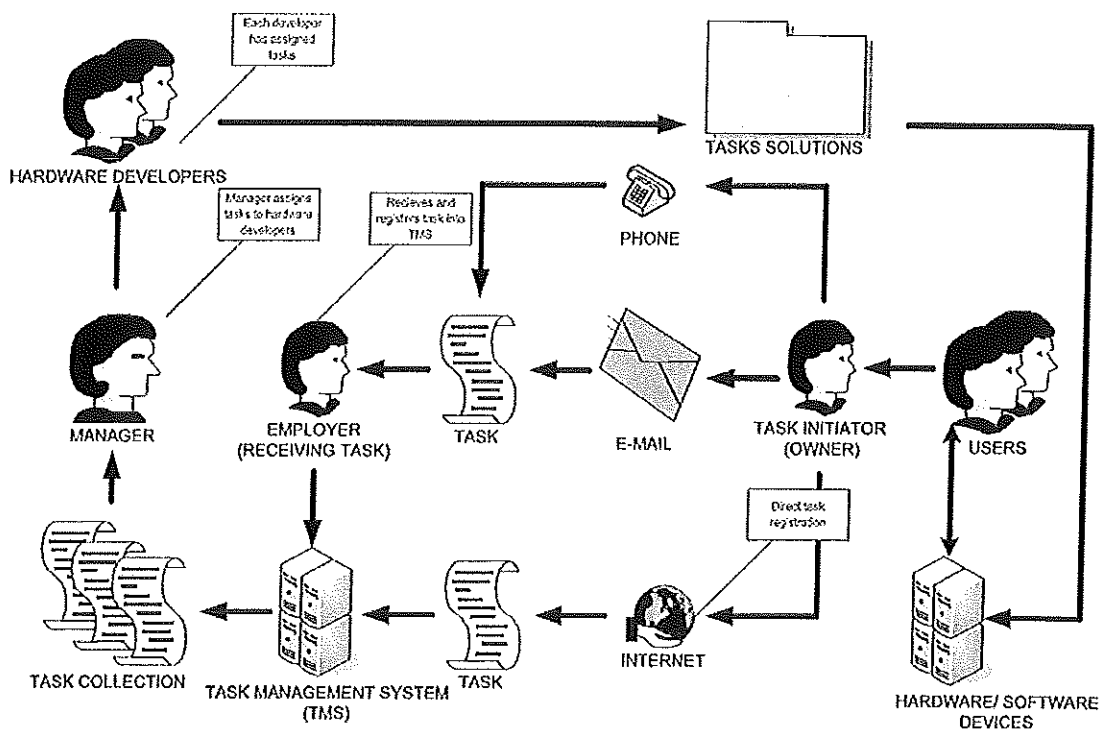 Each developer
has assigned
tasks
TASKS SOLUTIONS
HARDWARE DEVELOPERS
Manager assigns
tasks to hardware
developers
Recieves and
registres task into
TMS
PHONE
MANAGER
EMPLOYER
(RECEIVING TASK)
TASK
E-MAIL
TASK INITIATOR
(OWNER)
USERS
Direct task
registration
TASK COLLECTION
TASK MANAGEMENT SYSTEM
(TMS)
TASK
INTERNET
HARDWARE/ SOFTWARE
DEVICES